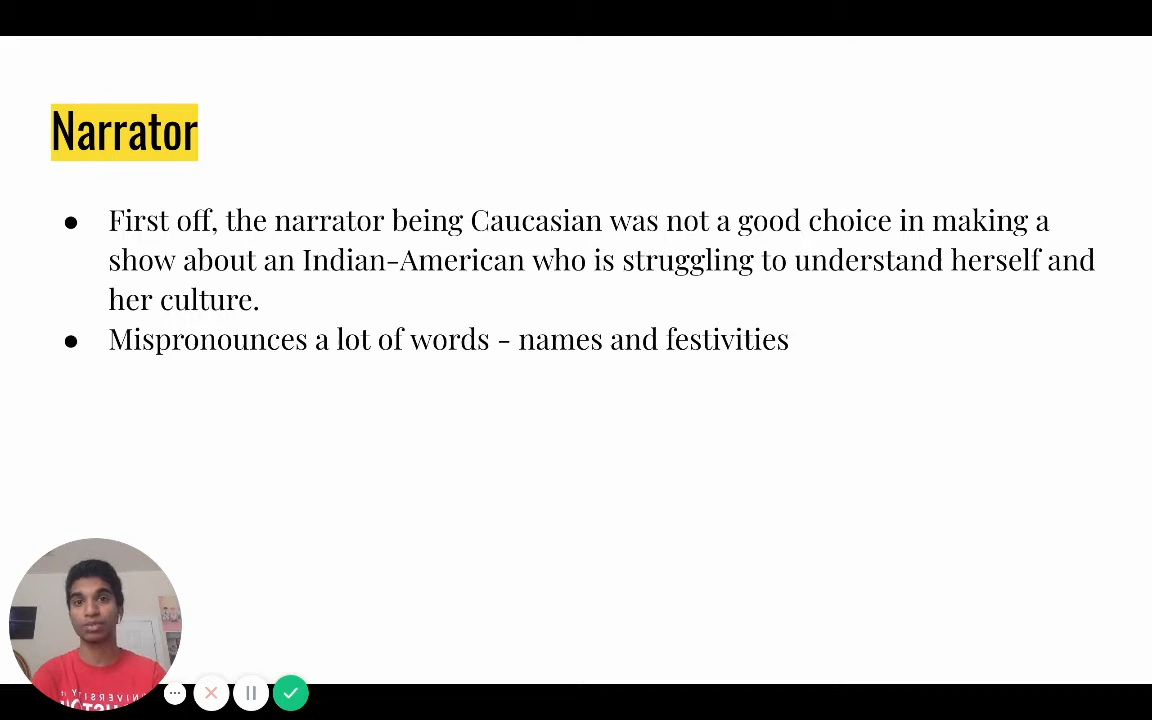 Narrator
● First off, the narrator being Caucasian was not a good choice in making a
show about an Indian-American who is struggling to understand herself and
her culture.
● Mispronounces a lot of words - names and festivities
UNIVERSITY